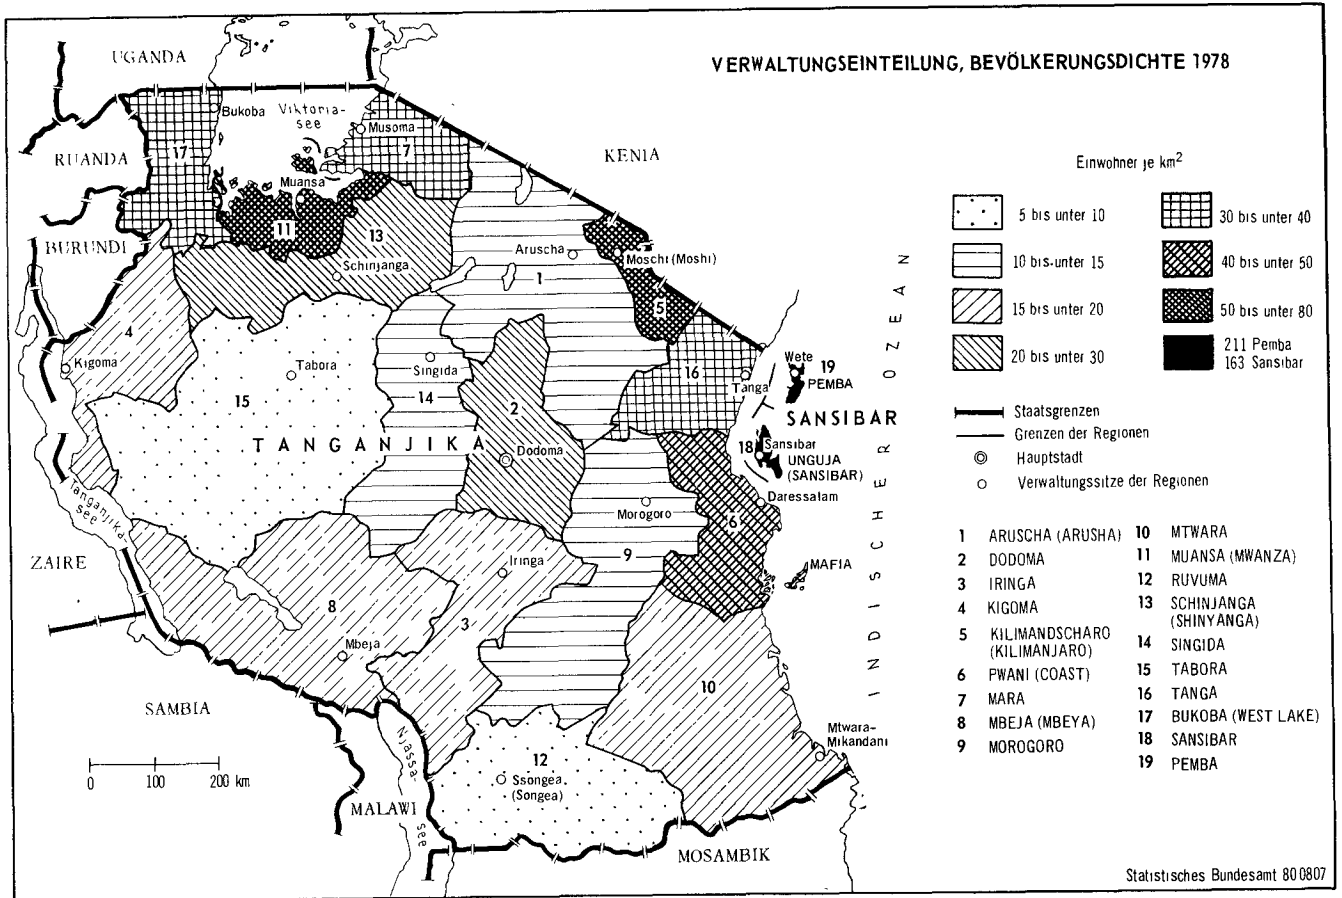 VERWALTUNGSEINTEILUNG, BEVÖLKERUNGSDICHTE 1978
UGANDA
Bukoba
Viktoria-
see
Musoma
RUANDA
17
7
KENIA
Muansa
BURUNDI
11
13
Schinjanga
Aruscha
1
Moschi (Moshi)
5
4
Kigoma
Tabora
15
Singida
14
2
16
Tanga
Wete
19
PEMBA
SANSIBAR
TANGANJIKA
Dodoma
18
Sansibar
UNGUJA
(SANSIBAR)
Daressalam
Morogoro
6
9
MAFIA
Tanganjika-
see
ZAIRE
Iringa
8
3
Mbeja
10
SAMBIA
Njassa-
see
12
Ssongea
(Songea)
Mtwara-
Mikandani
MALAWI
MOSAMBIK
INDISCHER OZEAN
0 100 200 km
Einwohner je km²
5 bis unter 10
10 bis unter 15
15 bis unter 20
20 bis unter 30
30 bis unter 40
40 bis unter 50
50 bis unter 80
211 Pemba
163 Sansibar
Staatsgrenzen
Grenzen der Regionen
Hauptstadt
Verwaltungssitze der Regionen
1 ARUSCHA (ARUSHA)
2 DODOMA
3 IRINGA
4 KIGOMA
5 KILIMANDSCHARO
(KILIMANJARO)
6 PWANI (COAST)
7 MARA
8 MBEJA (MBEYA)
9 MOROGORO
10 MTWARA
11 MUANSA (MWANZA)
12 RUVUMA
13 SCHINJANGA
(SHINYANGA)
14 SINGIDA
15 TABORA
16 TANGA
17 BUKOBA (WEST LAKE)
18 SANSIBAR
19 PEMBA
Statistisches Bundesamt 80 0807